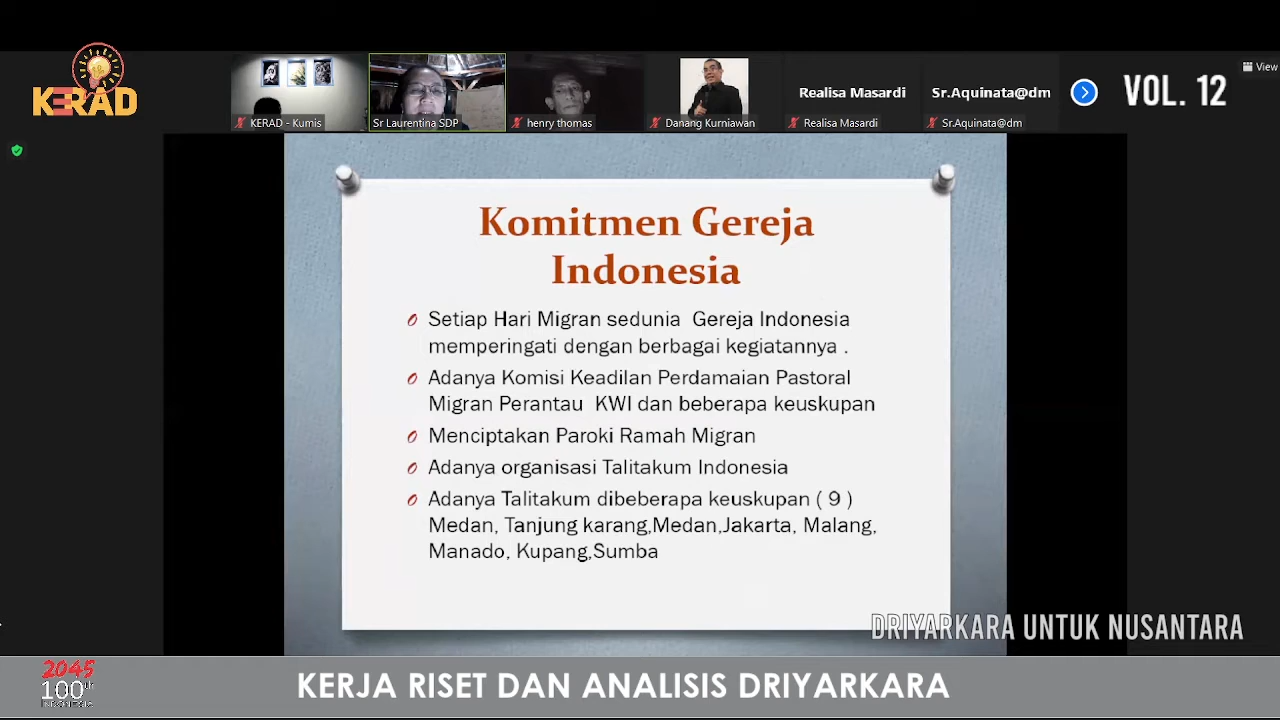 KERAD
KERAD - Kumis
Sr Laurentina SDP
henry thomas
Danang Kurniawan
Realisa Masardi
Realisa Masardi
Sr.Aquinata@dm
Sr.Aquinata@dm
View
VOL. 12
Komitmen Gereja
Indonesia
Setiap Hari Migran sedunia Gereja Indonesia
memperingati dengan berbagai kegiatannya .
Adanya Komisi Keadilan Perdamaian Pastoral
Migran Perantau KWI dan beberapa keuskupan
Menciptakan Paroki Ramah Migran
Adanya organisasi Talitakum Indonesia
Adanya Talitakum dibeberapa keuskupan ( 9 )
Medan, Tanjung karang,Medan,Jakarta, Malang,
Manado, Kupang,Sumba
DRIYARKARA UNTUK NUSANTARA
2045
100th
INDONESIA
KERJA RISET DAN ANALISIS DRIYARKARA